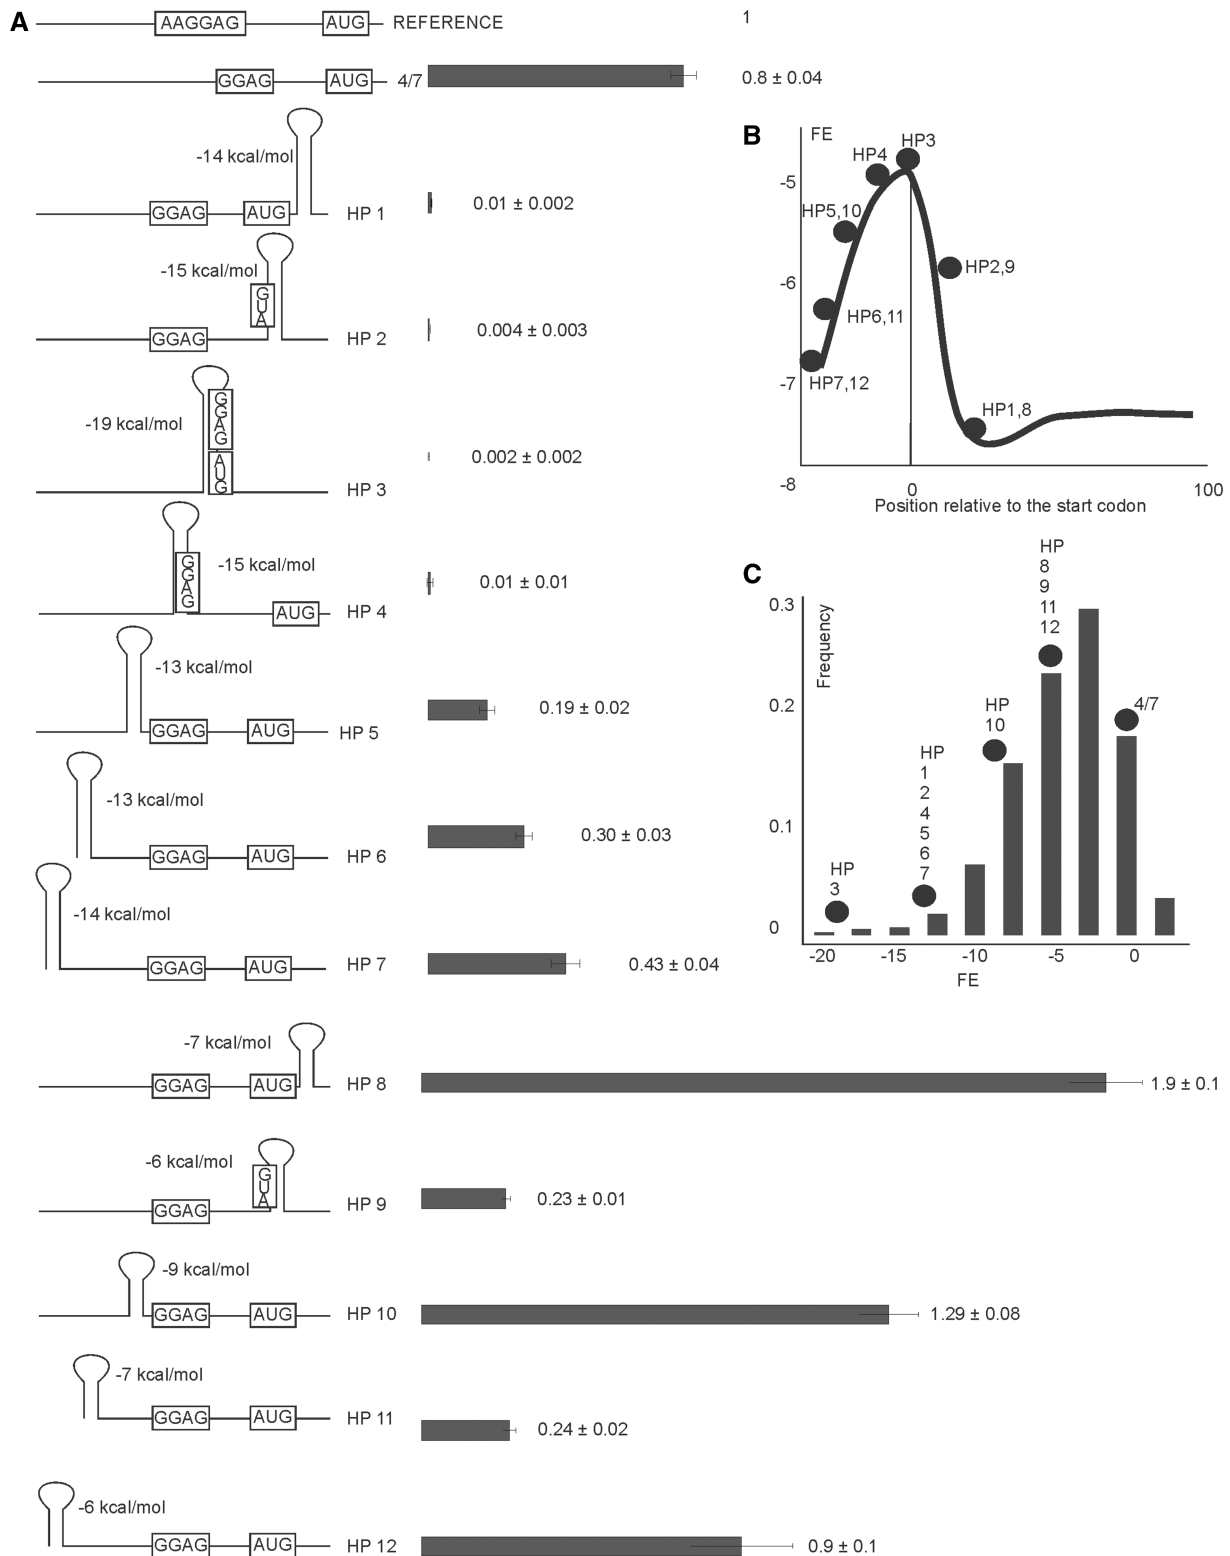 A
AAGGAG AUG REFERENCE 1
GGAG AUG 4/7 0.8 ± 0.04
-14 kcal/mol
GGAG AUG HP 1 0.01 ± 0.002
-15 kcal/mol
GUA
GGAG HP 2 0.004 ± 0.003
-19 kcal/mol
GGAG
AUG
HP 3 0.002 ± 0.002
-15 kcal/mol
GGAG
AUG HP 4 0.01 ± 0.01
-13 kcal/mol
GGAG AUG HP 5 0.19 ± 0.02
-13 kcal/mol
GGAG AUG HP 6 0.30 ± 0.03
-14 kcal/mol
GGAG AUG HP 7 0.43 ± 0.04
-7 kcal/mol
GGAG AUG HP 8 1.9 ± 0.1
-6 kcal/mol
GUA
GGAG HP 9 0.23 ± 0.01
-9 kcal/mol
GGAG AUG HP 10 1.29 ± 0.08
-7 kcal/mol
GGAG AUG HP 11 0.24 ± 0.02
-6 kcal/mol
GGAG AUG HP 12 0.9 ± 0.1
B
FE
HP3
HP4
-5
HP5,10
HP2,9
-6
HP6,11
-7
HP7,12
HP1,8
-8
0 100
Position relative to the start codon
C
Frequency
HP
8
9
11
12
0.3
0.2
HP
10
4/7
HP
1
2
4
5
6
7
0.1
HP
3
0
-20 -15 -10 -5 0
FE